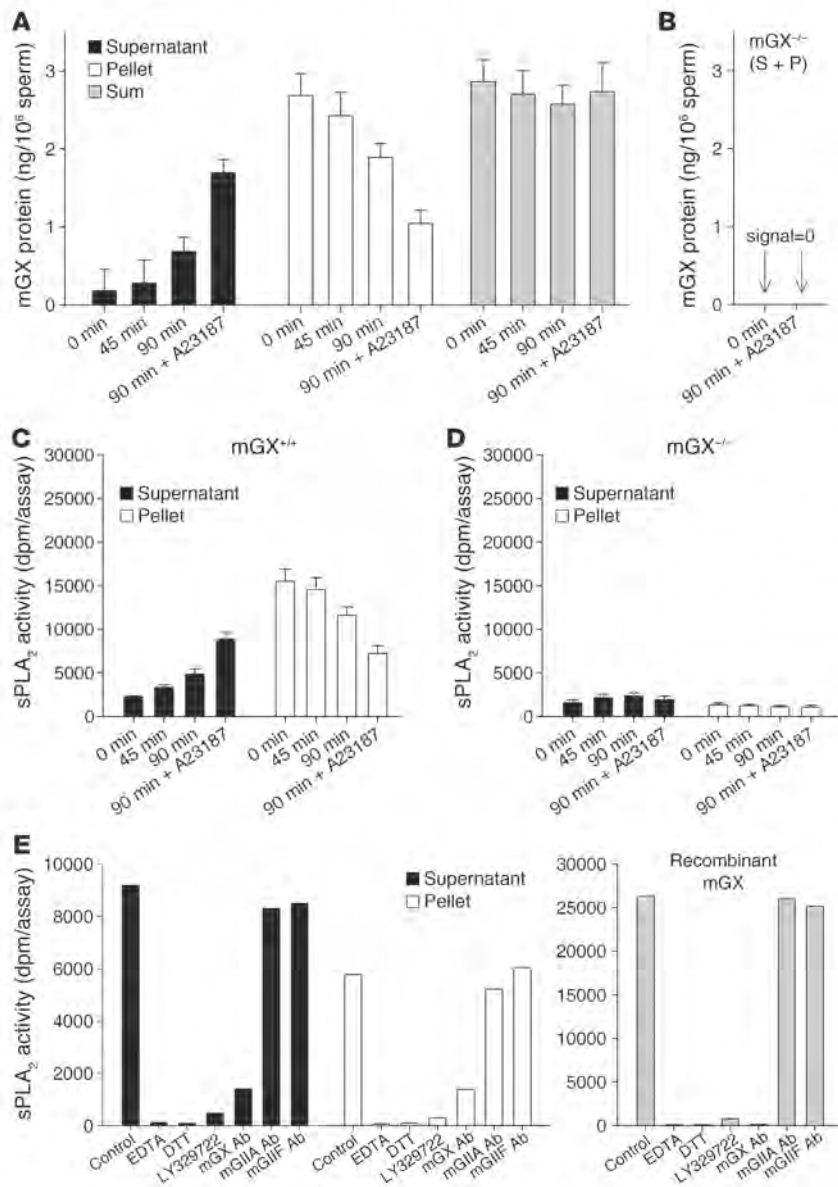 A
mGX protein (ng/10⁶ sperm)
3
2
1
0
Supernatant
Pellet
Sum
0 min
45 min
90 min
90 min + A23187
0 min
45 min
90 min
90 min + A23187
0 min
45 min
90 min
90 min + A23187
B
mGX protein (ng/10⁶ sperm)
3
2
1
0
mGX⁻/⁻
(S + P)
signal=0
0 min
90 min + A23187
C
mGX⁺/⁺
sPLA₂ activity (dpm/assay)
30000
25000
20000
15000
10000
5000
0
Supernatant
Pellet
0 min
45 min
90 min
90 min + A23187
0 min
45 min
90 min
90 min + A23187
D
mGX⁻/⁻
sPLA₂ activity (dpm/assay)
30000
25000
20000
15000
10000
5000
0
Supernatant
Pellet
0 min
45 min
90 min
90 min + A23187
0 min
45 min
90 min
90 min + A23187
E
sPLA₂ activity (dpm/assay)
10000
8000
6000
4000
2000
0
Supernatant
Pellet
Control
EDTA
DTT
LY329722
mGX Ab
mGIIA Ab
mGIIF Ab
Control
EDTA
DTT
LY329722
mGX Ab
mGIIA Ab
mGIIF Ab
30000
25000
20000
15000
10000
5000
0
Recombinant
mGX
Control
EDTA
DTT
LY329722
mGX Ab
mGIIA Ab
mGIIF Ab